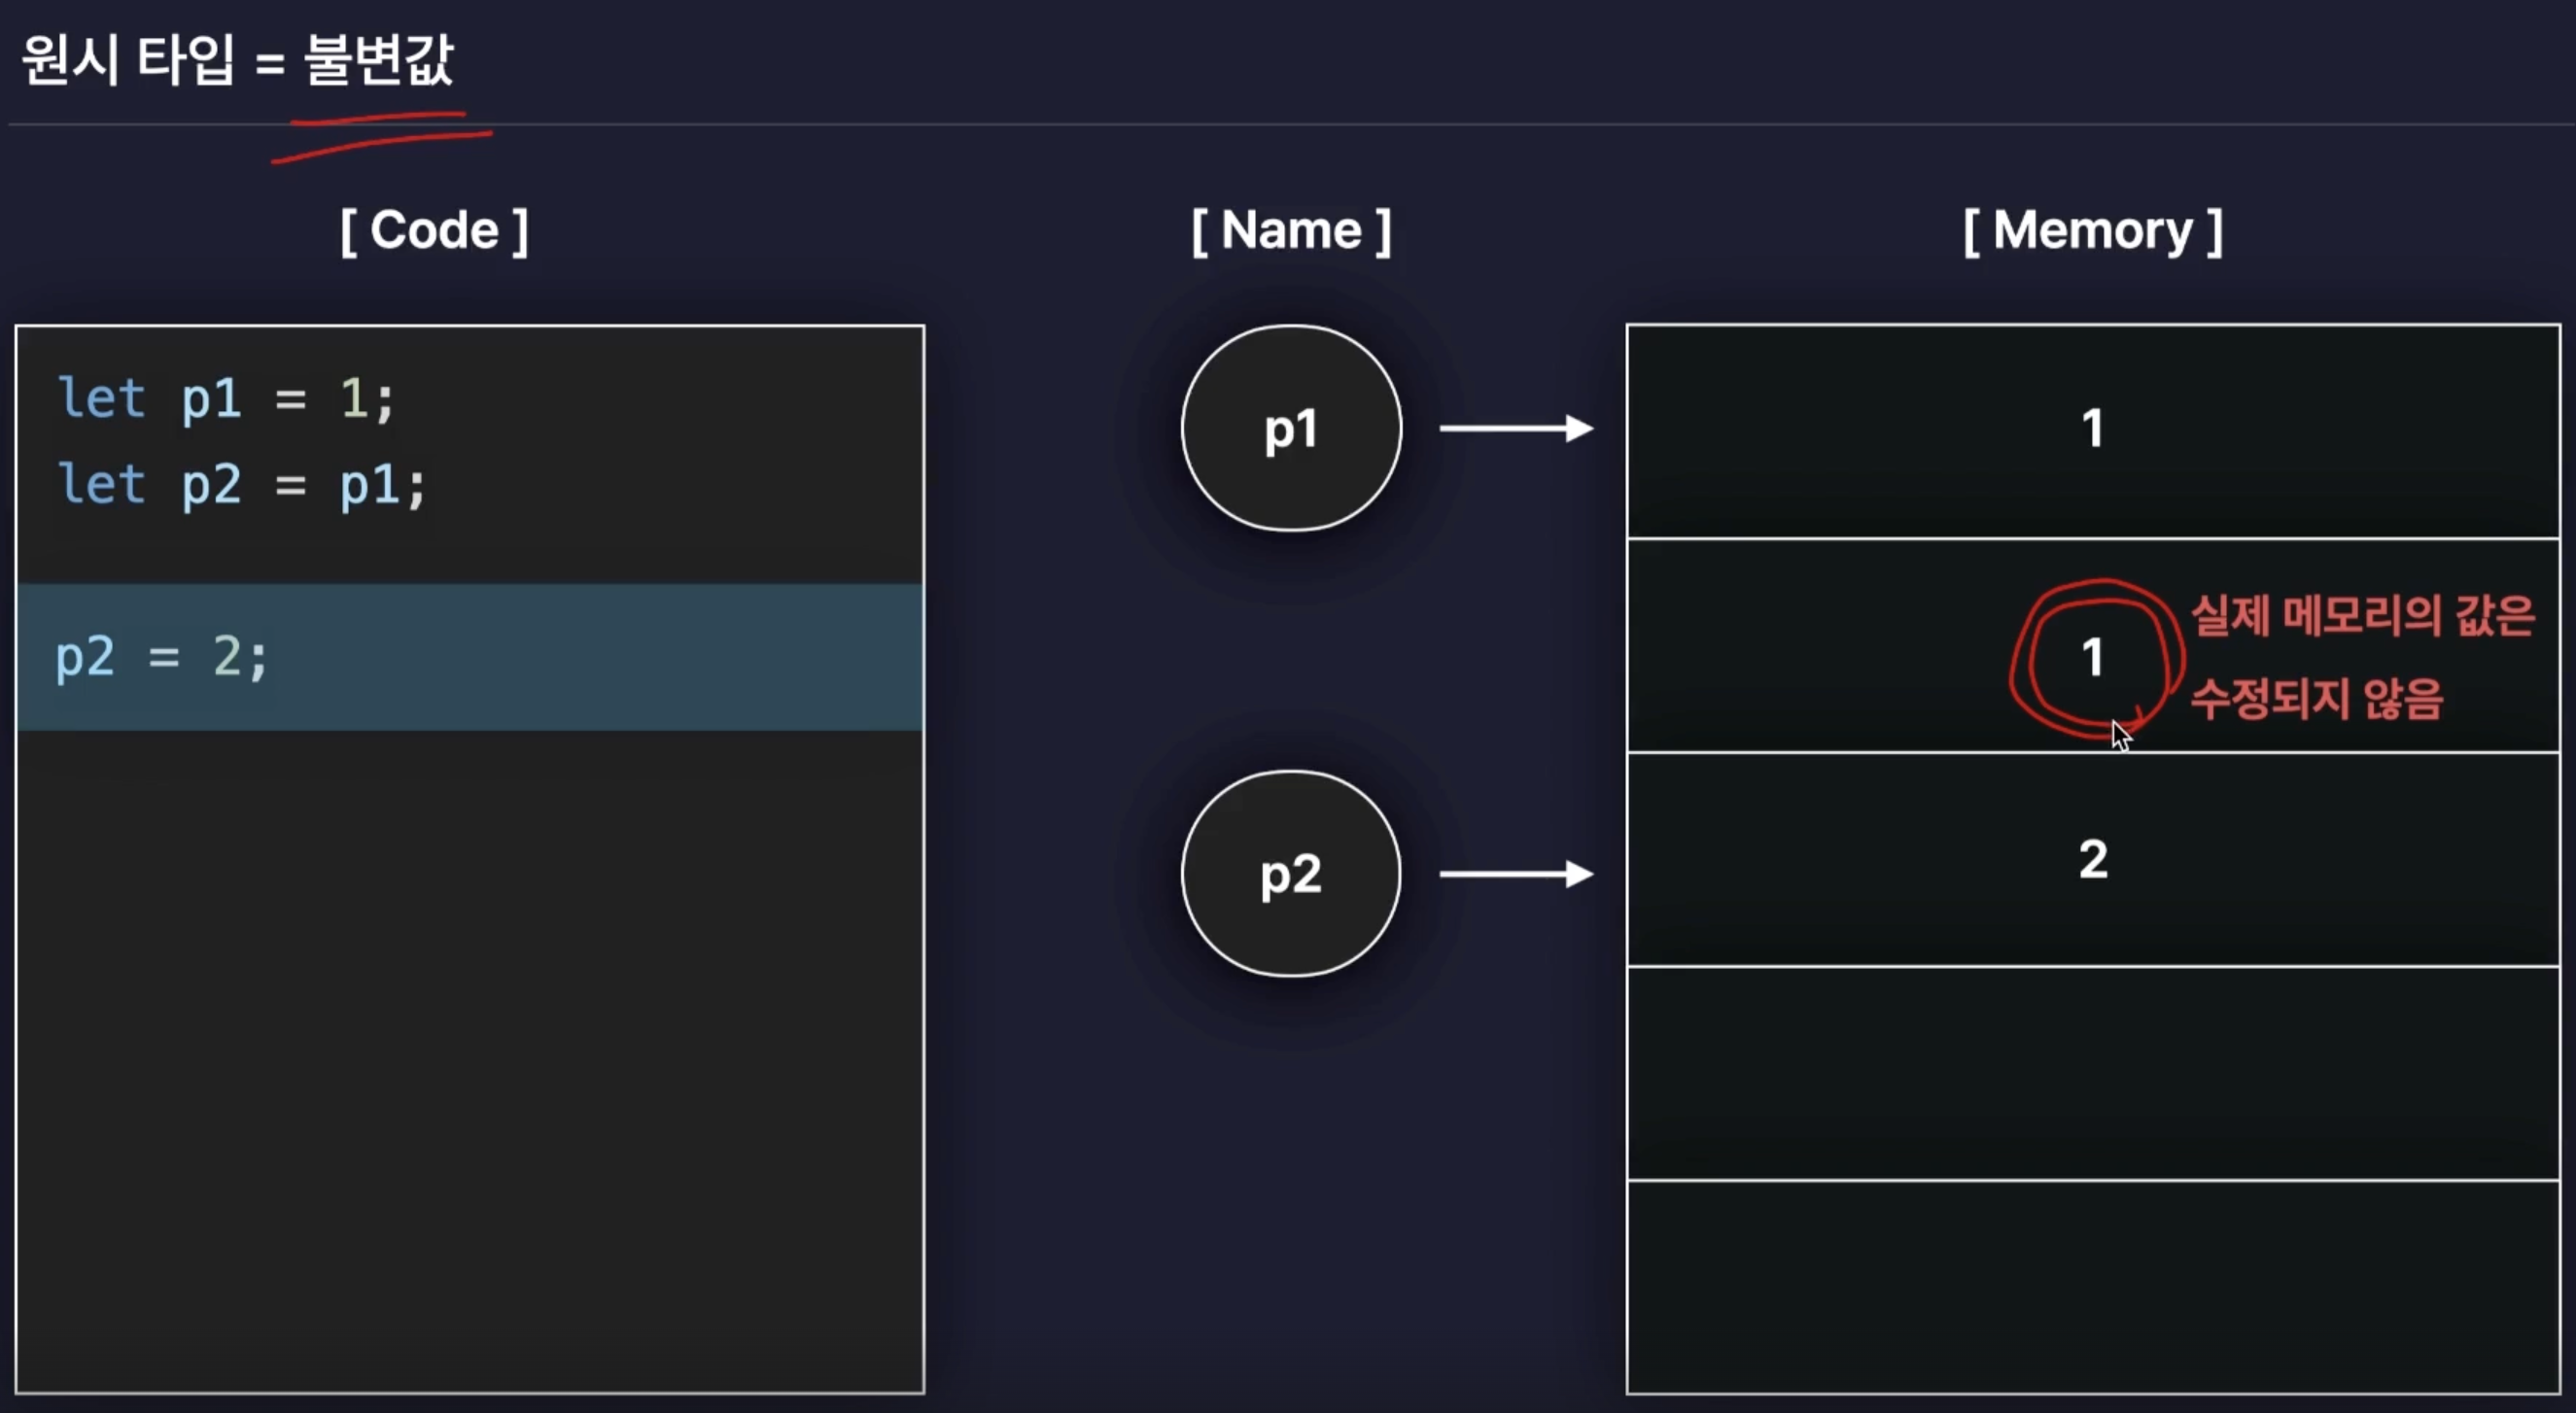 원시 타입 = 불변값
[ Code ]
[ Name ]
[ Memory ]
let p1 = 1;
let p2 = p1;
p2 = 2;
p1
p2
1
1
실제 메모리의 값은
수정되지 않음
2